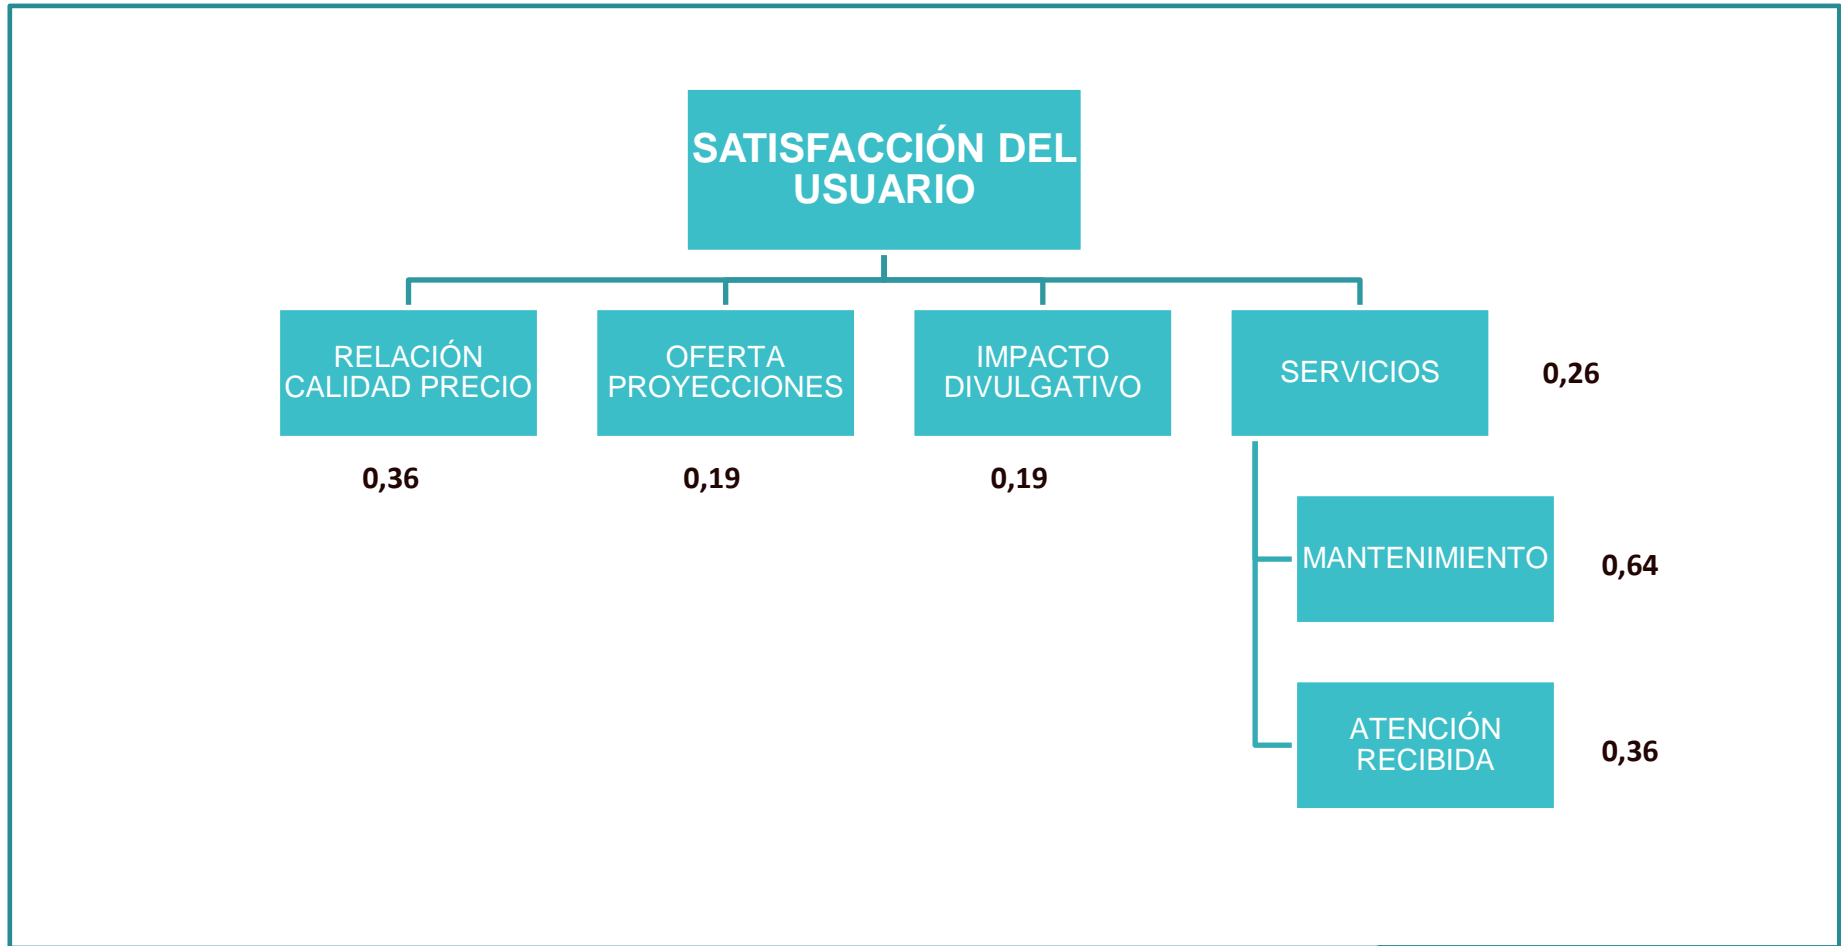 SATISFACCIÓN DEL
USUARIO
RELACIÓN
CALIDAD PRECIO
0,36
OFERTA
PROYECCIONES
0,19
IMPACTO
DIVULGATIVO
0,19
SERVICIOS
0,26
MANTENIMIENTO
0,64
ATENCIÓN
RECIBIDA
0,36